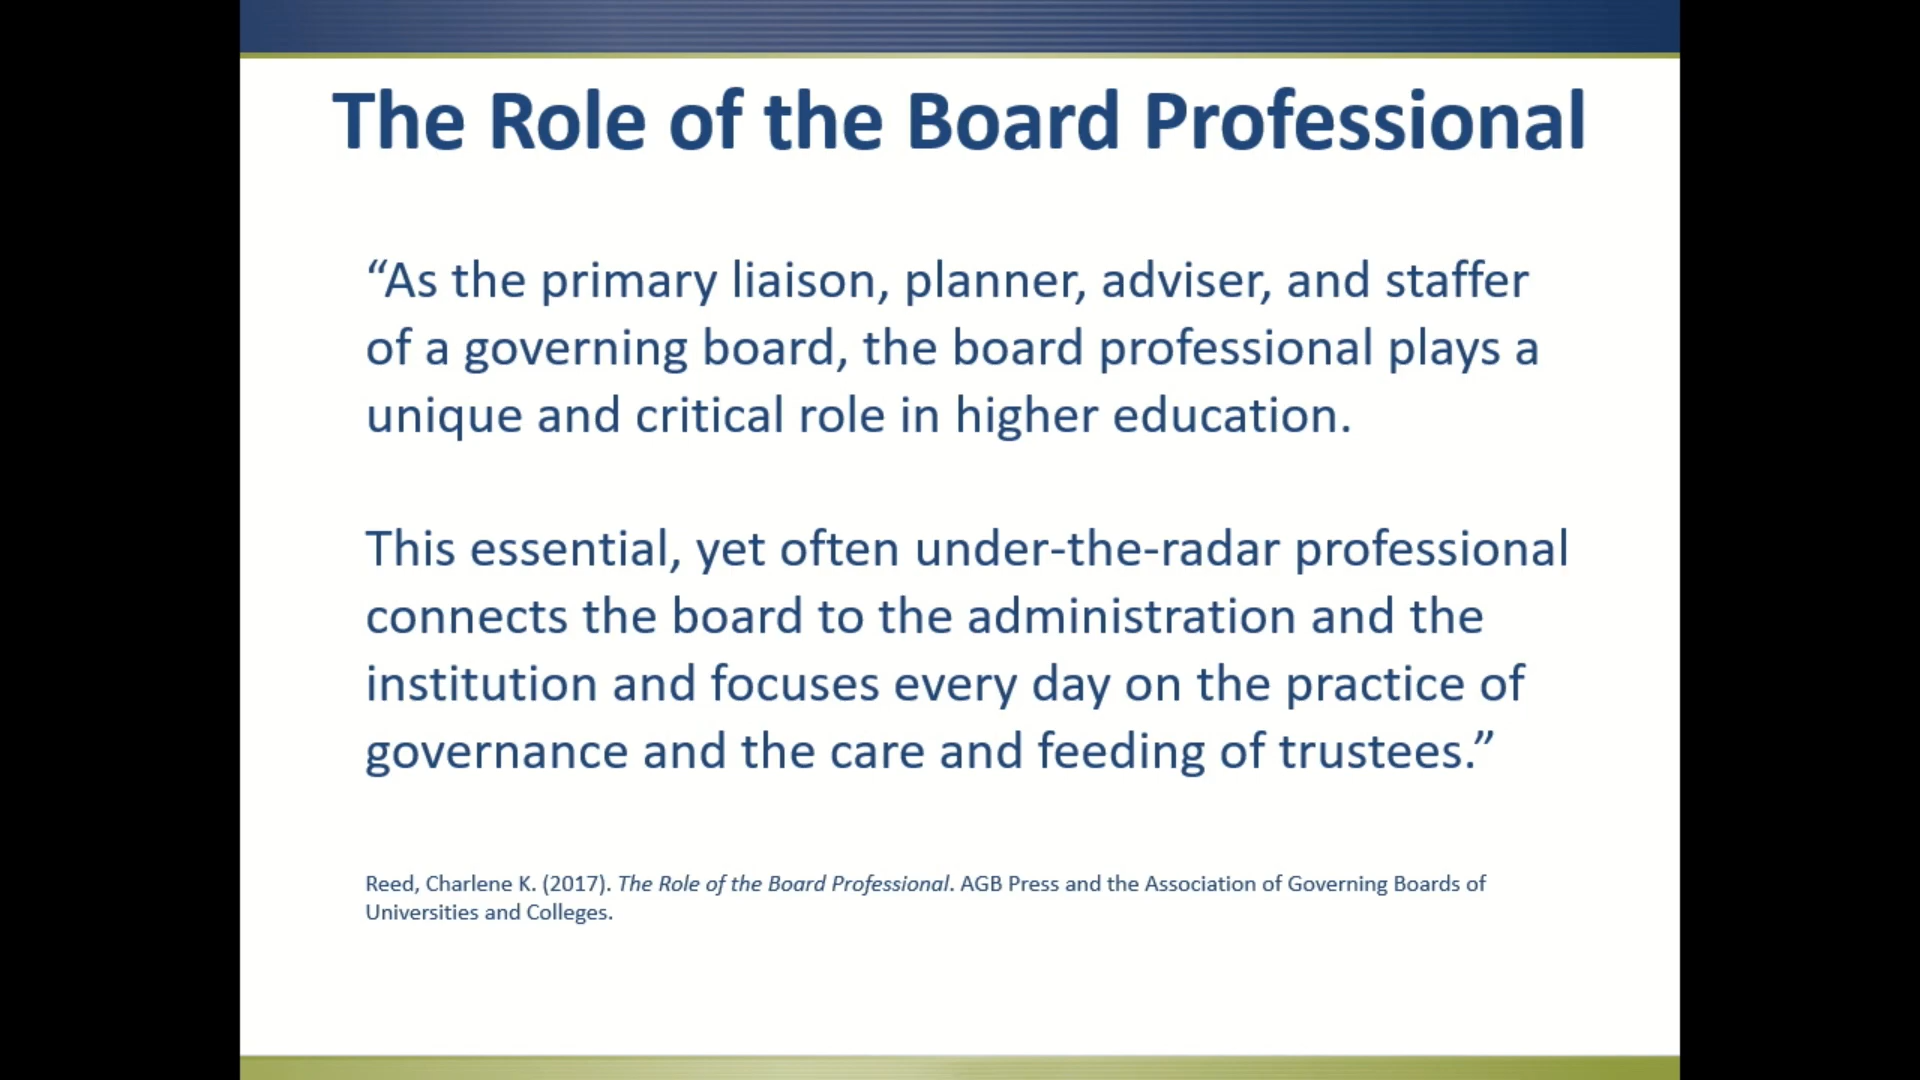 The Role of the Board Professional
“As the primary liaison, planner, adviser, and staffer
of a governing board, the board professional plays a
unique and critical role in higher education.
This essential, yet often under-the-radar professional
connects the board to the administration and the
institution and focuses every day on the practice of
governance and the care and feeding of trustees.”
Reed, Charlene K. (2017). The Role of the Board Professional. AGB Press and the Association of Governing Boards of
Universities and Colleges.